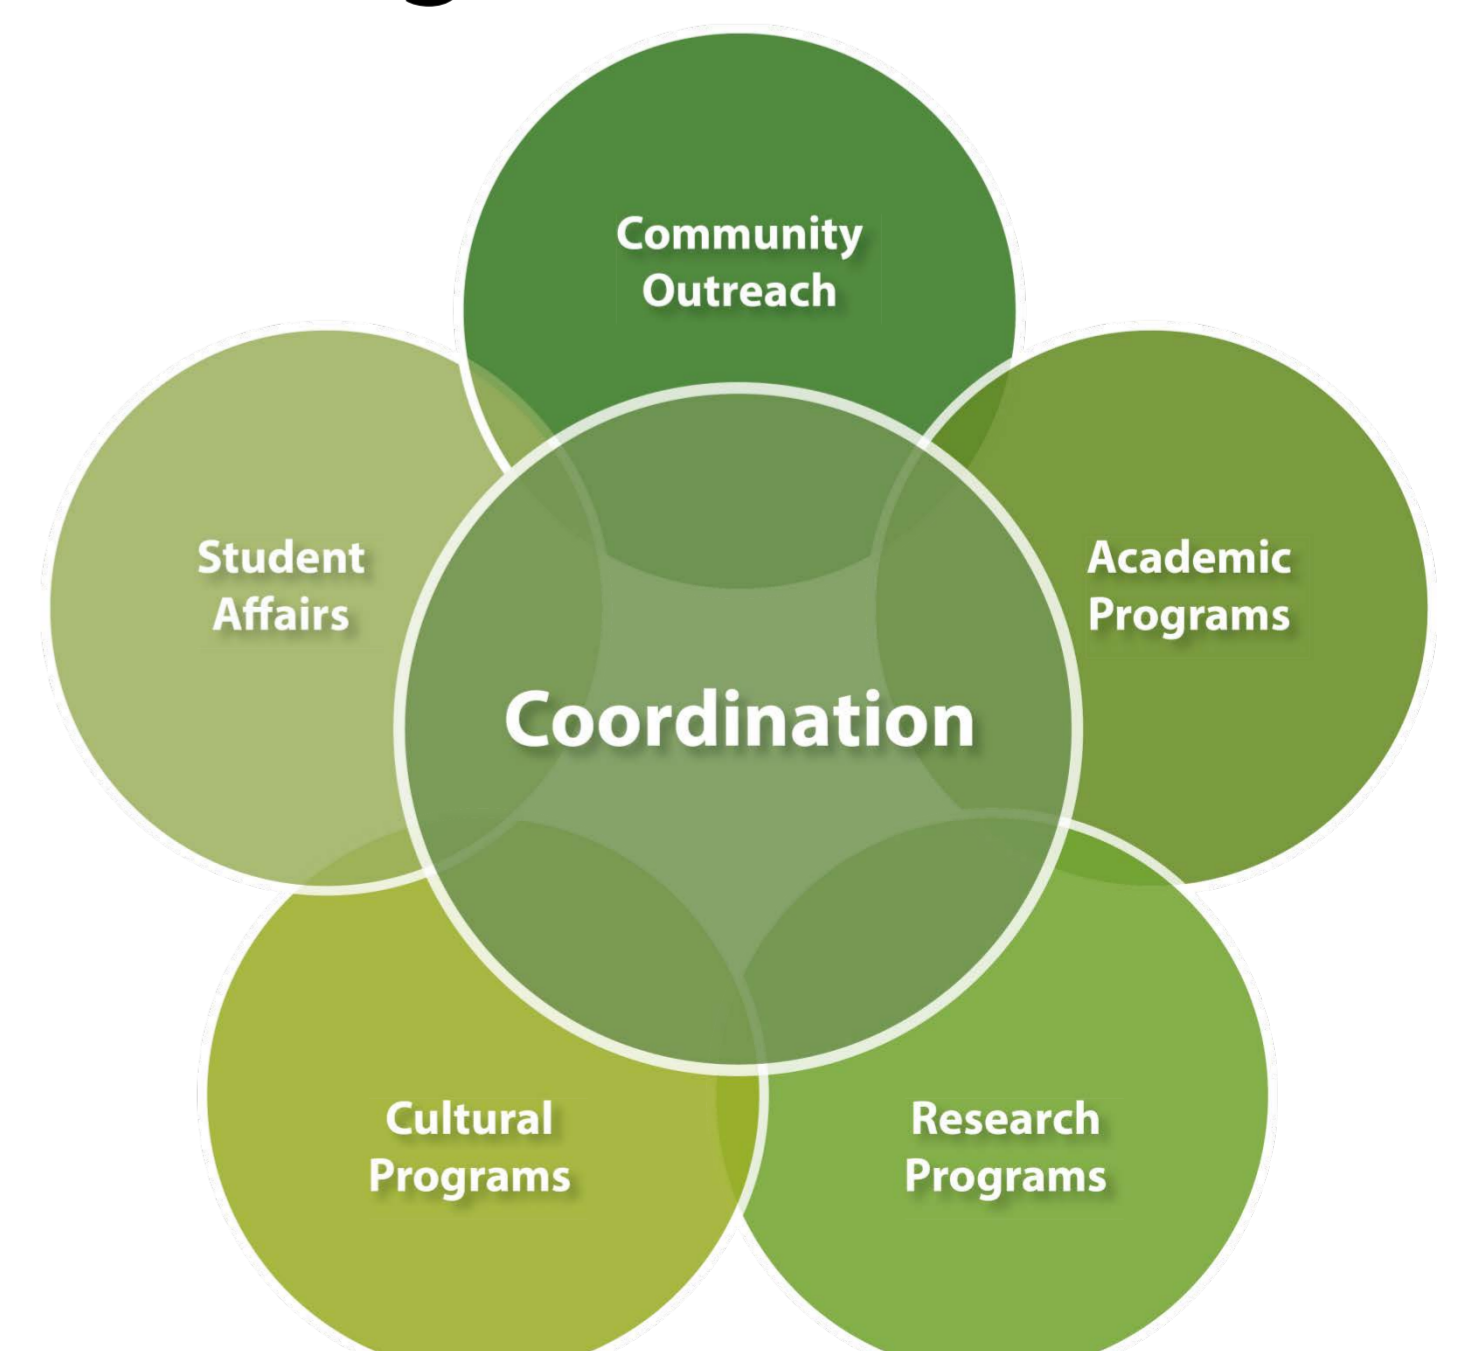 Community
Outreach
Student
Affairs
Academic
Programs
Coordination
Cultural
Programs
Research
Programs